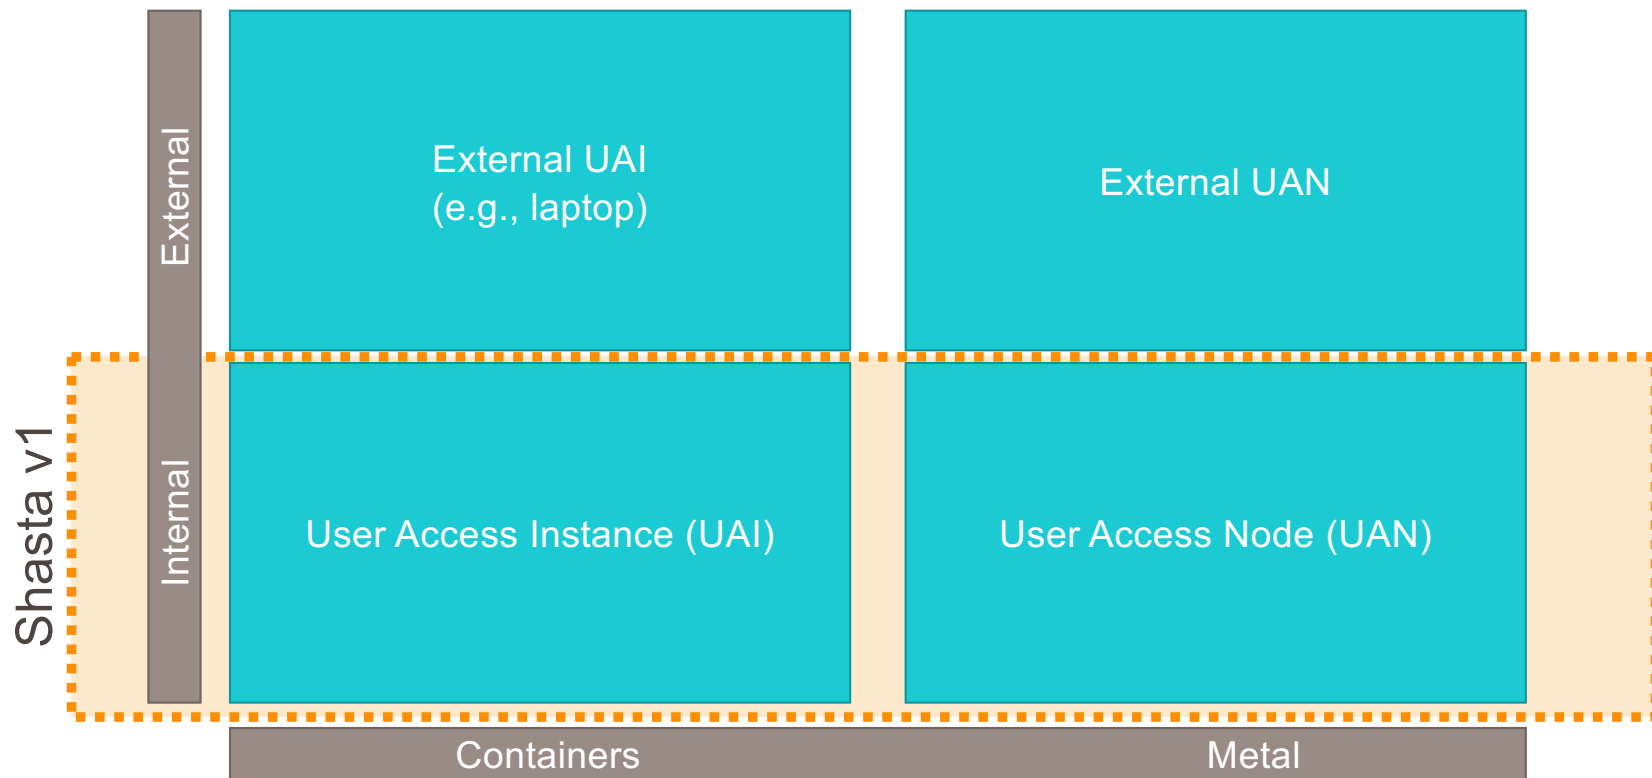 External
External UAI
(e.g., laptop)
External UAN
Shasta v1
Internal
User Access Instance (UAI)
User Access Node (UAN)
Containers
Metal